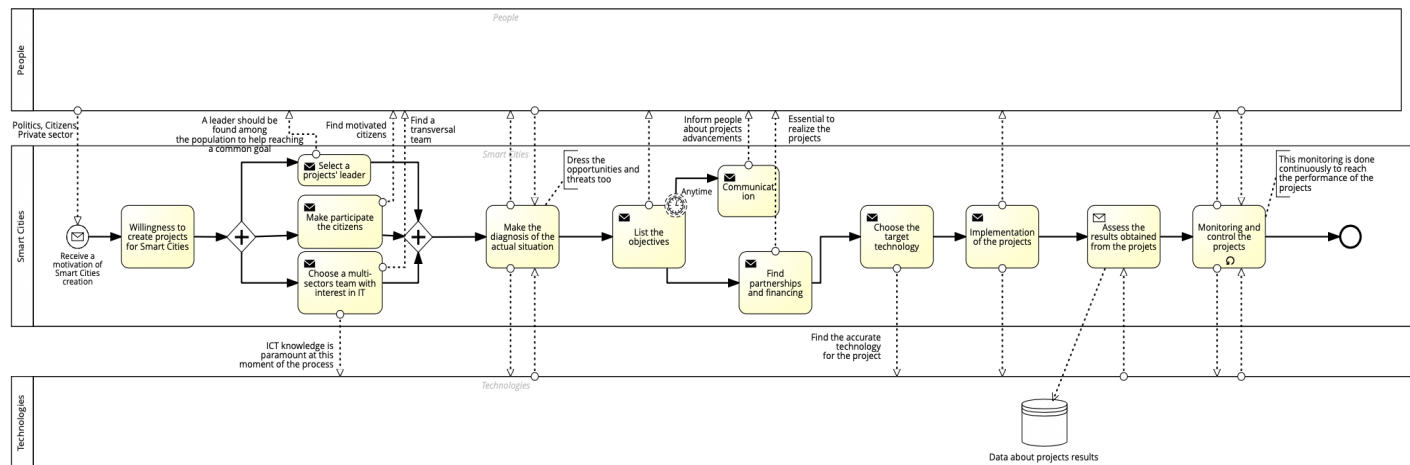 People
People
Politics, Citizens,
Private sector
A leader should be
found among
the population to help reaching
a common goal
Find motivated
citizens
Find a
transversal
team
Inform people
about projects
advancements
Essential to
realize the
projects
Smart Cities
Smart Cities
Receive a
motivation of
Smart Cities
creation
Willingness to
create projects
for Smart Cities
Select a
projects' leader
Make participate
the citizens
Choose a multi-
sectors team with
interest in IT
Make the
diagnosis of the
actual situation
Dress the
opportunities and
threats too
List the
objectives
Anytime
Communicat
ion
Find
partnerships
and financing
Choose the
target
technology
Implementation
of the projects
Assess the
results obtained
from the projets
Monitoring and
control the
projects
This monitoring is done
continuously to reach
the performance of the
projects
ICT knowledge is
paramount at this
moment of the process
Find the accurate
technology
for the project
Technologies
Technologies
Data about projects results